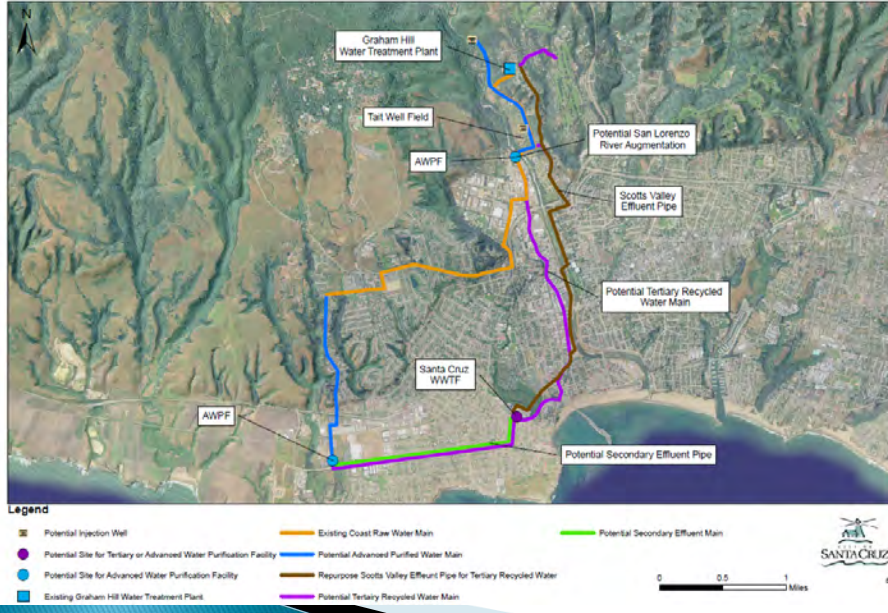 N
Graham Hill
Water Treatment Plant
Tait Well Field
Potential San Lorenzo
River Augmentation
AWPF
Scotts Valley
Effluent Pipe
Potential Tertiary Recycled
Water Main
Santa Cruz
WWTF
AWPF
Potential Secondary Effluent Pipe
Legend
Potential Injection Well
Existing Coast Raw Water Main
Potential Secondary Effluent Main
Potential Site for Tertiary or Advanced Water Purification Facility
Potential Advanced Purified Water Main
Potential Site for Advanced Water Purification Facility
Repurpose Scotts Valley Effluent Pipe for Tertiary Recycled Water
Existing Graham Hill Water Treatment Plant
Potential Tertiary Recycled Water Main
0 0.5 1
Miles
CITY OF
SANTA CRUZ